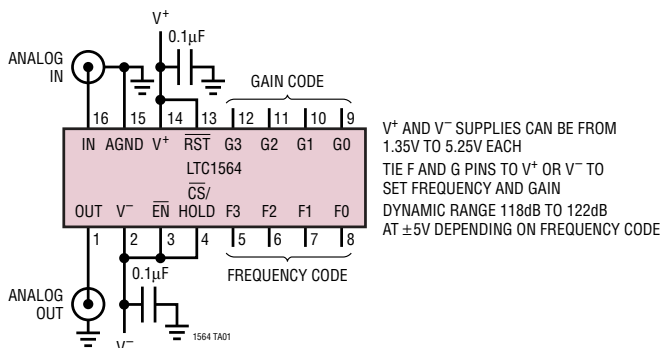 V+
0.1µF
ANALOG
IN
GAIN CODE
16 15 14 13 12 11 10 9
IN AGND V+ RST G3 G2 G1 G0
LTC1564
CS/
OUT V− EN HOLD F3 F2 F1 F0
1 2 3 4 5 6 7 8
0.1µF
FREQUENCY CODE
ANALOG
OUT
V−
1564 TA01
V+ AND V− SUPPLIES CAN BE FROM
1.35V TO 5.25V EACH
TIE F AND G PINS TO V+ OR V− TO
SET FREQUENCY AND GAIN
DYNAMIC RANGE 118dB TO 122dB
AT ±5V DEPENDING ON FREQUENCY CODE